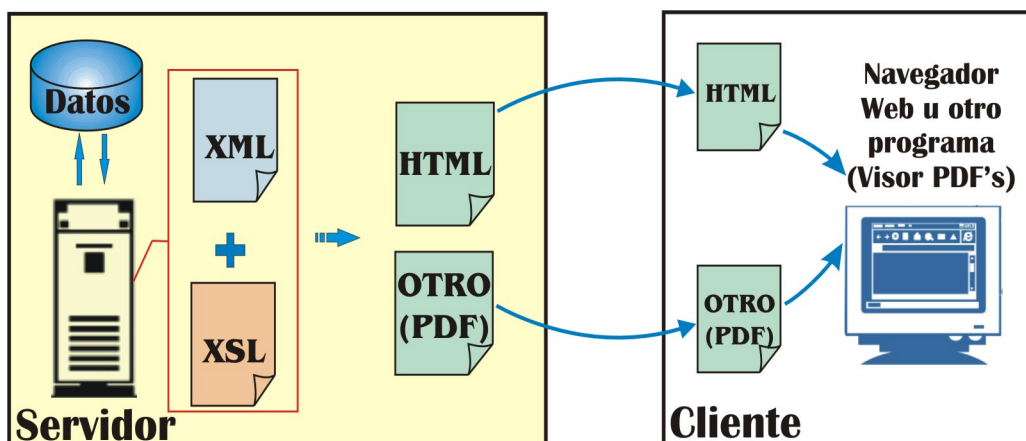 Datos
XML
XSL
Servidor
HTML
OTRO
(PDF)
HTML
OTRO
(PDF)
Navegador
Web u otro
programa
(Visor PDF's)
Cliente